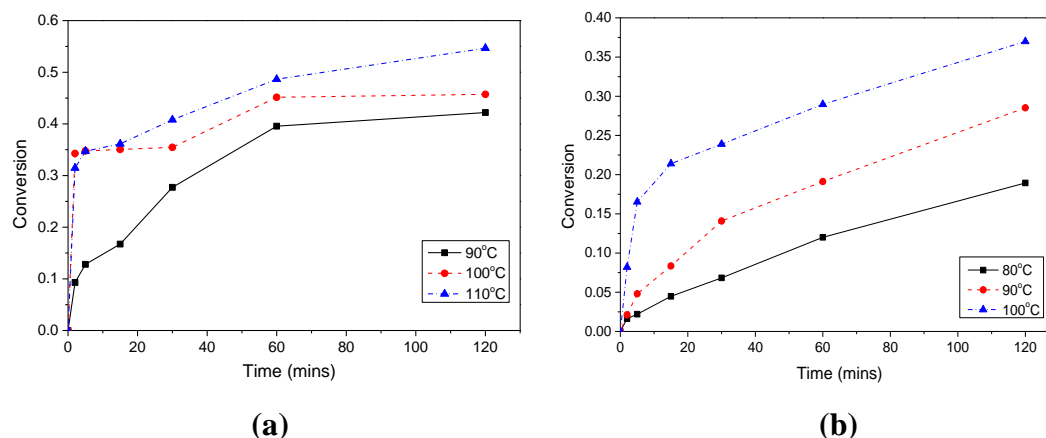 0.6
0.5
0.4
0.3
0.2
0.1
0.0
Conversion
0 20 40 60 80 100 120
Time (mins)
90°C
100°C
110°C
(a)
0.40
0.35
0.30
0.25
0.20
0.15
0.10
0.05
0.00
Conversion
0 20 40 60 80 100 120
Time (mins)
80°C
90°C
100°C
(b)